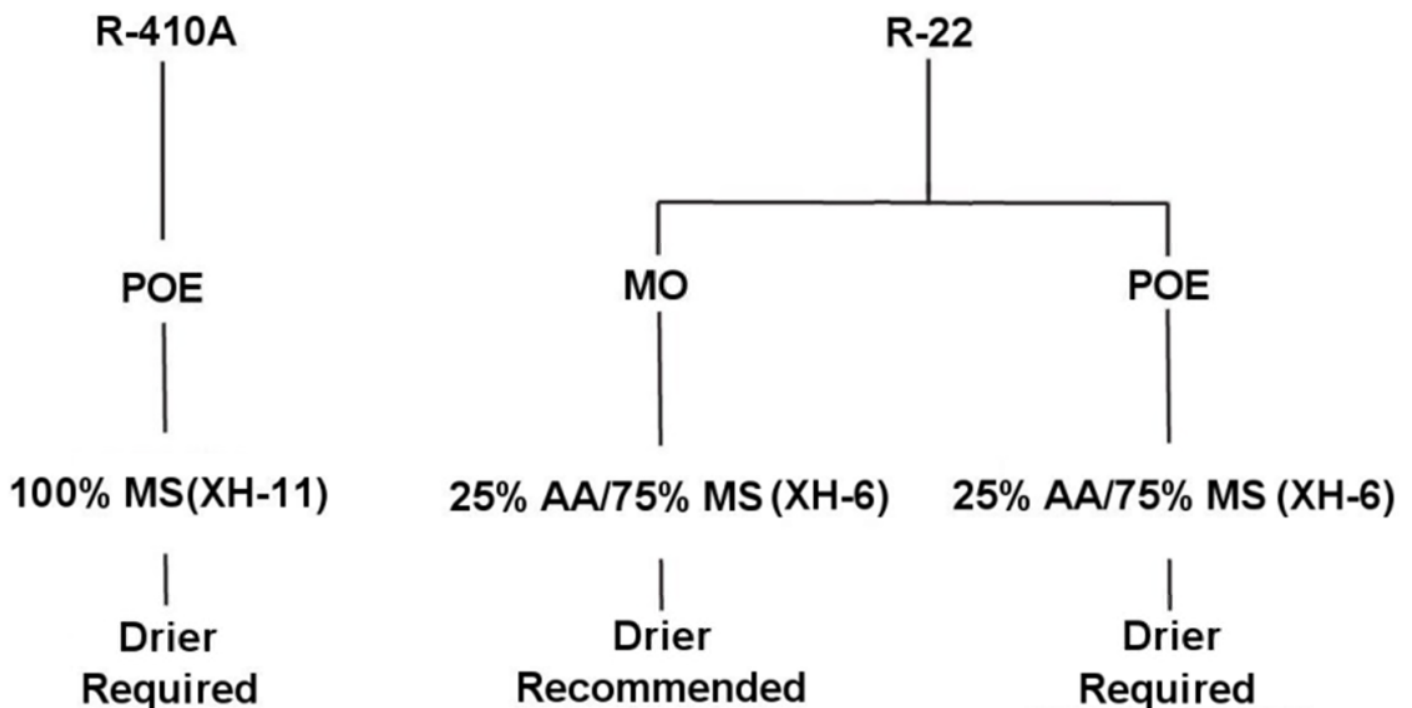 R-410A
R-22
POE
MO
POE
100% MS(XH-11)
25% AA/75% MS (XH-6)
25% AA/75% MS (XH-6)
Drier
Required
Drier
Recommended
Drier
Required